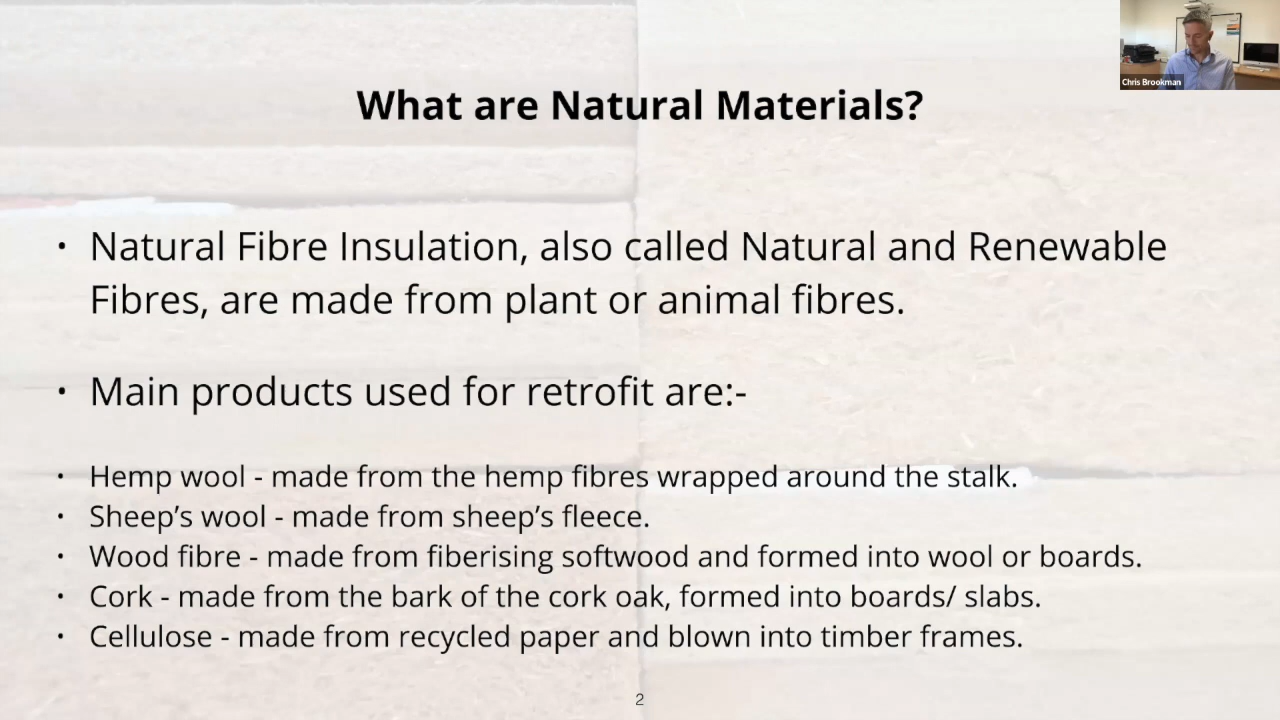 Chris Brookman
What are Natural Materials?
• Natural Fibre Insulation, also called Natural and Renewable
Fibres, are made from plant or animal fibres.
• Main products used for retrofit are:-
• Hemp wool - made from the hemp fibres wrapped around the stalk.
• Sheep’s wool - made from sheep’s fleece.
• Wood fibre - made from fiberising softwood and formed into wool or boards.
• Cork - made from the bark of the cork oak, formed into boards/ slabs.
• Cellulose - made from recycled paper and blown into timber frames.
2